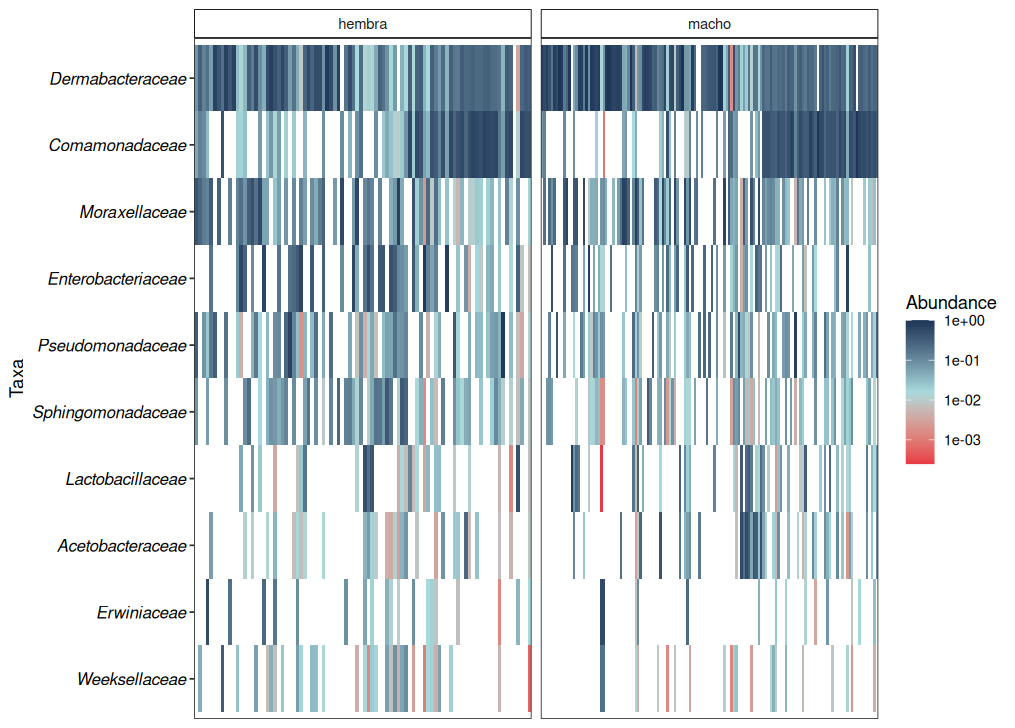 hembra
macho
Taxa
Dermabacteraceae
Comamonadaceae
Moraxellaceae
Enterobacteriaceae
Pseudomonadaceae
Sphingomonadaceae
Lactobacillaceae
Acetobacteraceae
Erwiniaceae
Weeksellaceae
Abundance
1e+00
1e-01
1e-02
1e-03